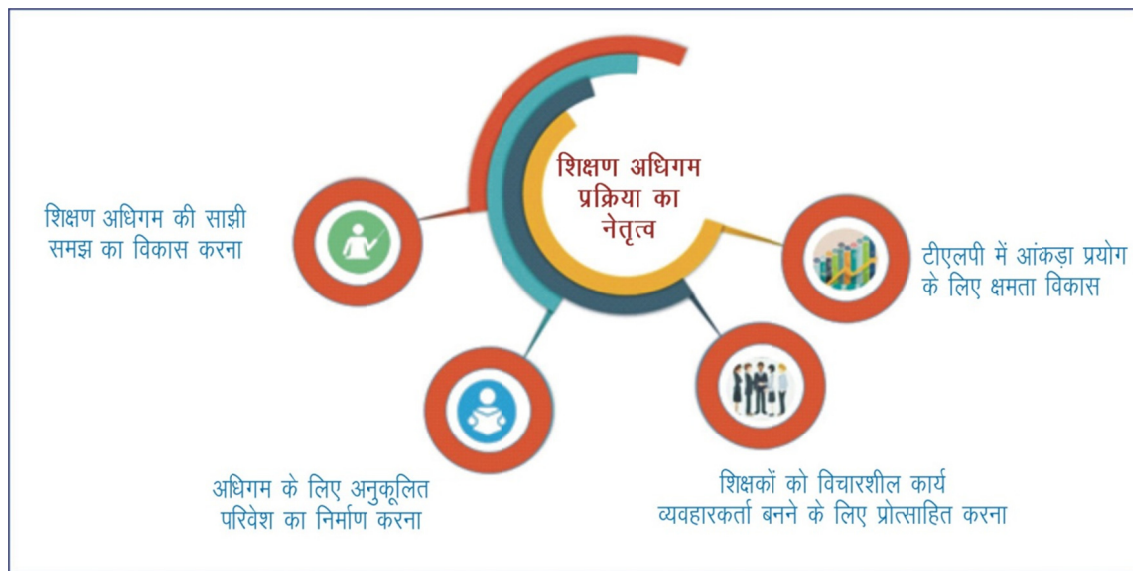 शिक्षण अधिगम
प्रक्रिया का
नेतृत्व
शिक्षण अधिगम की साझी
समझ का विकास करना
अधिगम के लिए अनुकूलित
परिवेश का निर्माण करना
शिक्षकों को विचारशील कार्य
व्यवहारकर्ता बनने के लिए प्रोत्साहित करना
टीएलपी में आंकड़ा प्रयोग
के लिए क्षमता विकास